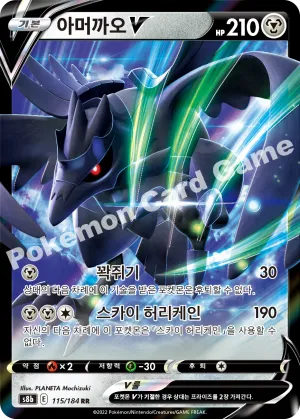 기본 아머까오 V HP 210
Pokémon Card Game
꽉쥐기 30
상대의 다음 차례에 이 기술을 받은 포켓몬은 후퇴할 수 없다.
스카이 허리케인 190
자신의 다음 차례에 이 포켓몬은 「스카이 허리케인」을 사용할 수
없다.
약점 ×2 저항력 -30 후퇴
Illus. PLANETA Mochizuki
V 룰
s8b E 115/184 RR
포켓몬 V가 기절한 경우 상대는 프라이즈를 2장 가져간다.
©2022 Pokémon/Nintendo/Creatures/GAME FREAK.